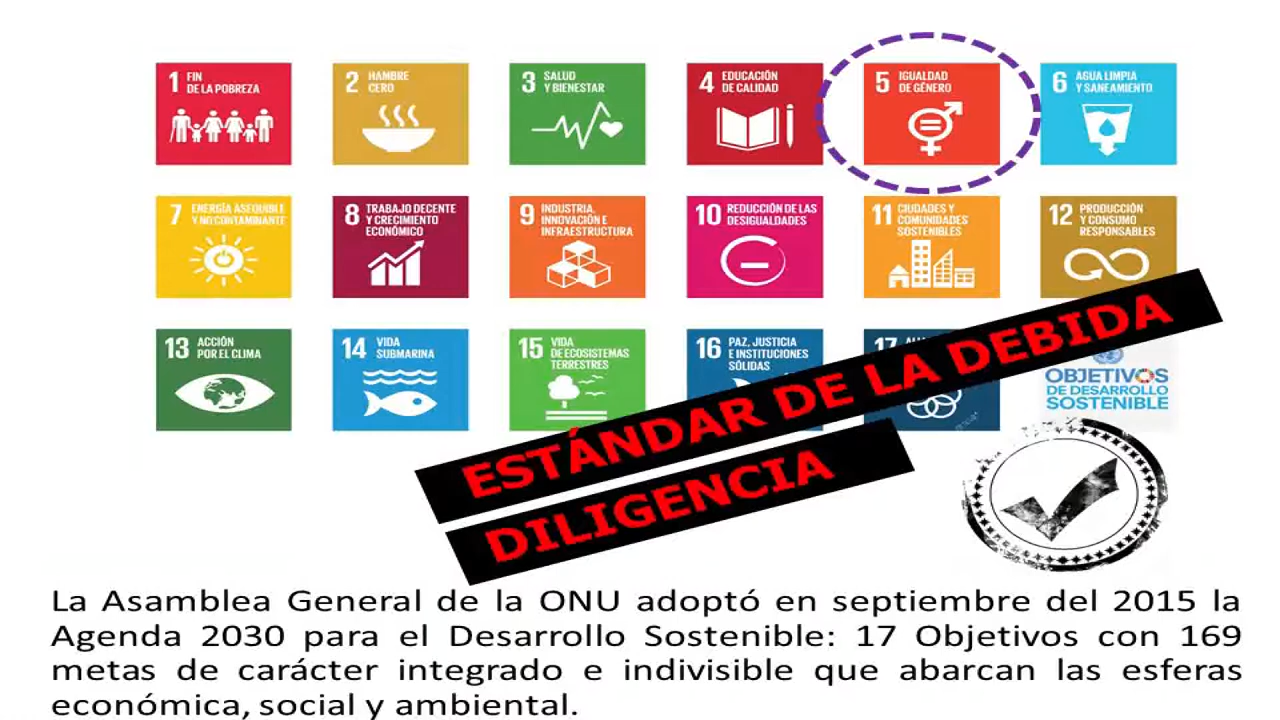 1 FIN
DE LA POBREZA
2 HAMBRE
CERO
3 SALUD
Y BIENESTAR
4 EDUCACIÓN
DE CALIDAD
5 IGUALDAD
DE GÉNERO
6 AGUA LIMPIA
Y SANEAMIENTO
7 ENERGÍA ASEQUIBLE
Y NO CONTAMINANTE
8 TRABAJO DECENTE
Y CRECIMIENTO
ECONÓMICO
9 INDUSTRIA,
INNOVACIÓN E
INFRAESTRUCTURA
10 REDUCCIÓN DE LAS
DESIGUALDADES
11 CIUDADES Y
COMUNIDADES
SOSTENIBLES
12 PRODUCCIÓN
Y CONSUMO
RESPONSABLES
13 ACCIÓN
POR EL CLIMA
14 VIDA
SUBMARINA
15 VIDA
DE ECOSISTEMAS
TERRESTRES
16 PAZ, JUSTICIA
E INSTITUCIONES
SÓLIDAS
17
OBJETIVOS
DE DESARROLLO
SOSTENIBLE
ESTÁNDAR DE LA DEBIDA
DILIGENCIA
La Asamblea General de la ONU adoptó en septiembre del 2015 la
Agenda 2030 para el Desarrollo Sostenible: 17 Objetivos con 169
metas de carácter integrado e indivisible que abarcan las esferas
económica, social y ambiental.